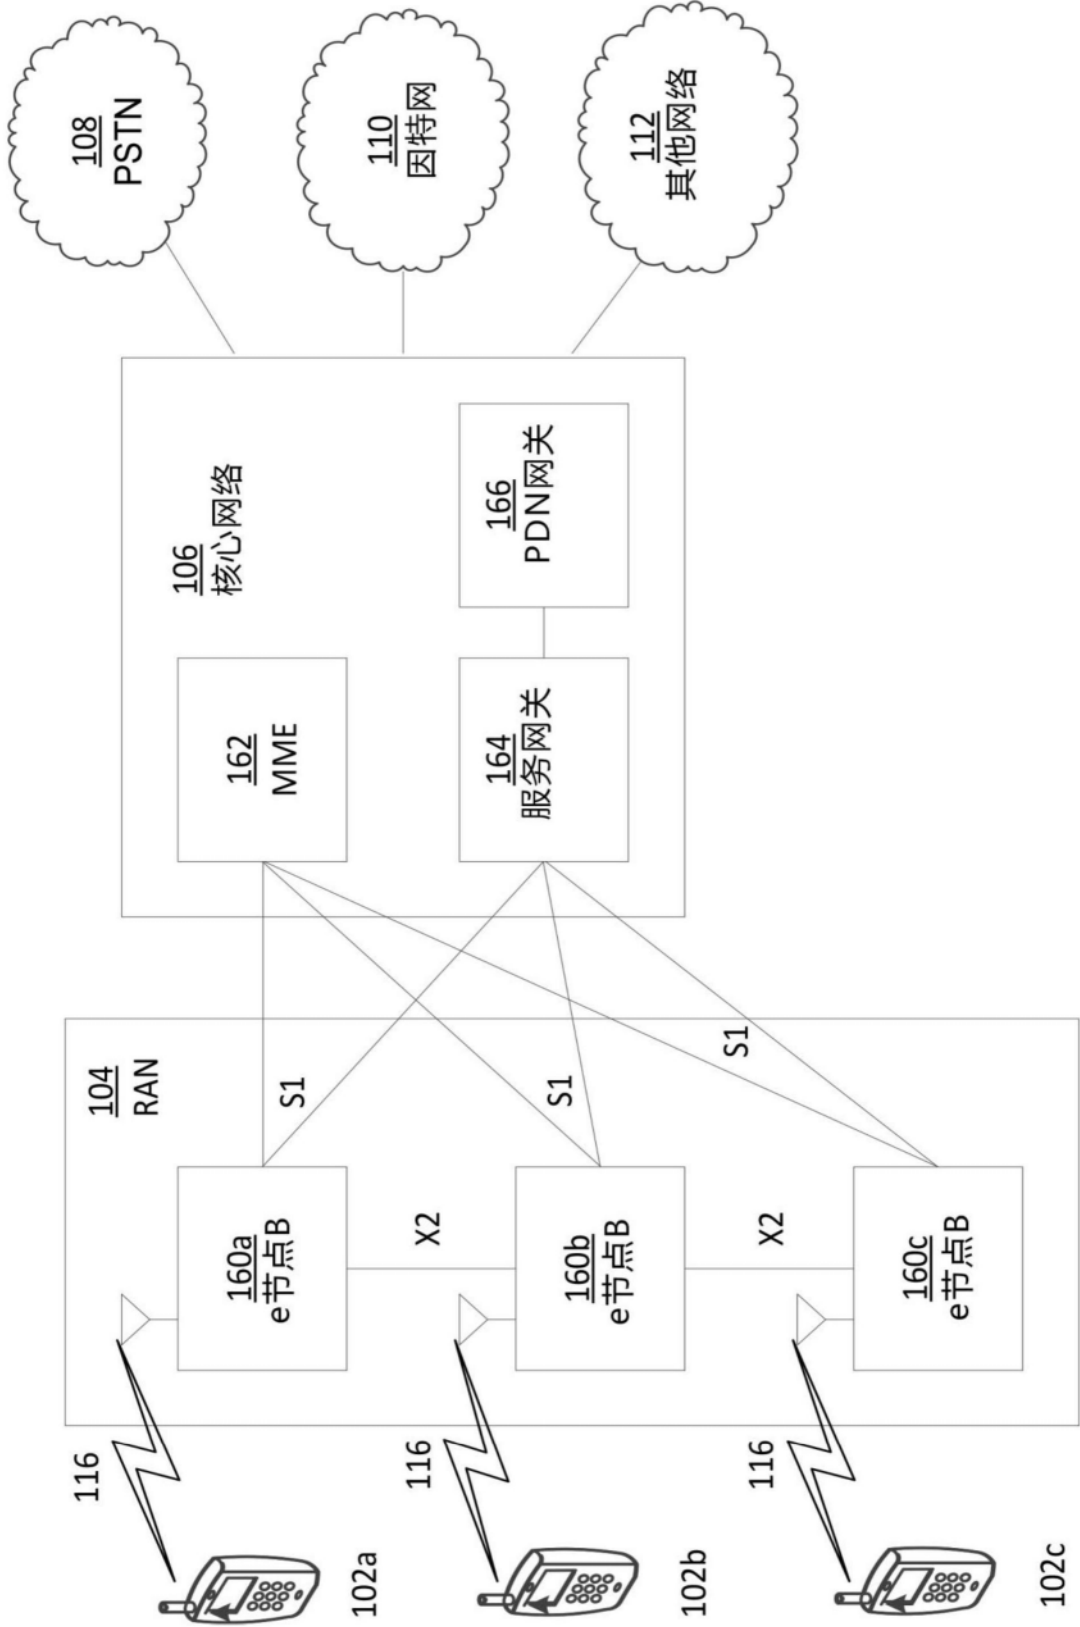 102a
102b
102c
116
116
116
104
RAN
160a
e节点B
160b
e节点B
160c
e节点B
X2
X2
S1
S1
S1
106
核心网络
162
MME
164
服务网关
166
PDN网关
108
PSTN
110
因特网
112
其他网络